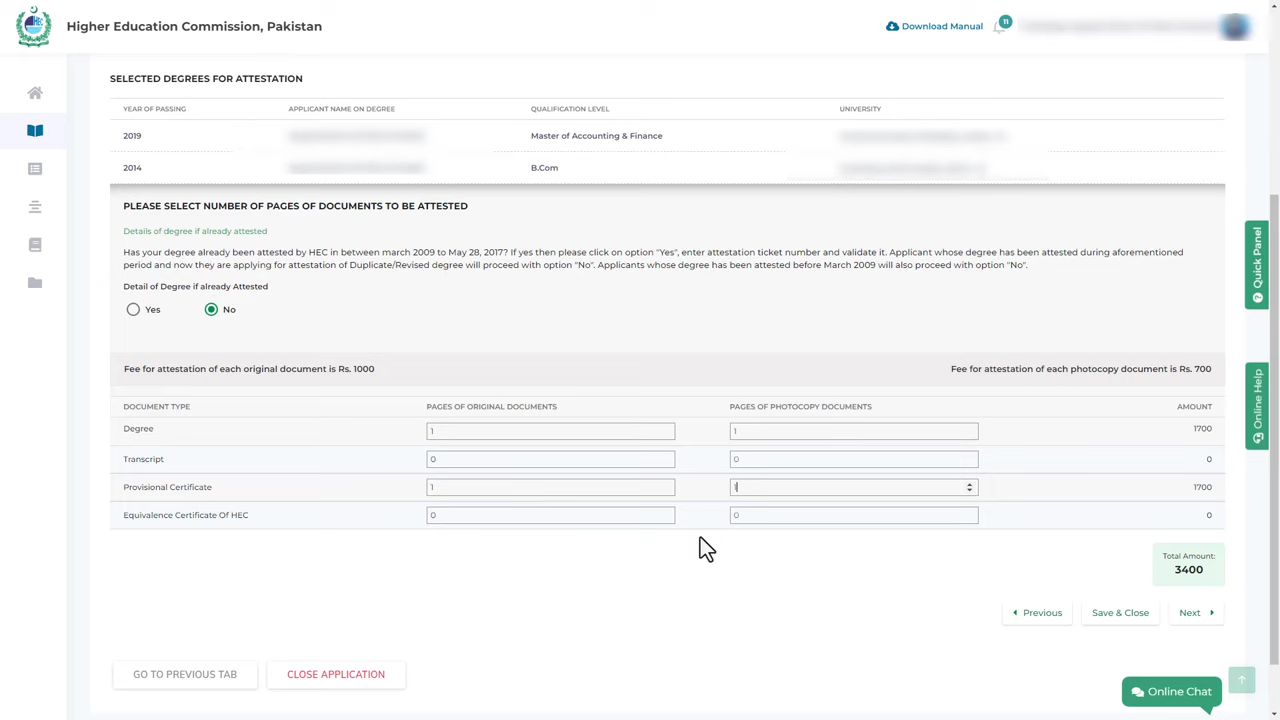 Higher Education Commission, Pakistan
Download Manual
11
SELECTED DEGREES FOR ATTESTATION
YEAR OF PASSING APPLICANT NAME ON DEGREE QUALIFICATION LEVEL UNIVERSITY
2019 Master of Accounting & Finance
2014 B.Com
PLEASE SELECT NUMBER OF PAGES OF DOCUMENTS TO BE ATTESTED
Details of degree if already attested
Has your degree already been attested by HEC in between march 2009 to May 28, 2017? If yes then please click on option "Yes", enter attestation ticket number and validate it. Applicant whose degree has been attested during aforementioned
period and now they are applying for attestation of Duplicate/Revised degree will proceed with option "No". Applicants whose degree has been attested before March 2009 will also proceed with option "No".
Detail of Degree if already Attested
Yes No
Fee for attestation of each original document is Rs. 1000 Fee for attestation of each photocopy document is Rs. 700
DOCUMENT TYPE PAGES OF ORIGINAL DOCUMENTS PAGES OF PHOTOCOPY DOCUMENTS AMOUNT
Degree 1 1 1700
Transcript 0 0 0
Provisional Certificate 1 1 1700
Equivalence Certificate Of HEC 0 0 0
Total Amount:
3400
Previous Save & Close Next
GO TO PREVIOUS TAB CLOSE APPLICATION
Quick Panel
Online Help
Online Chat